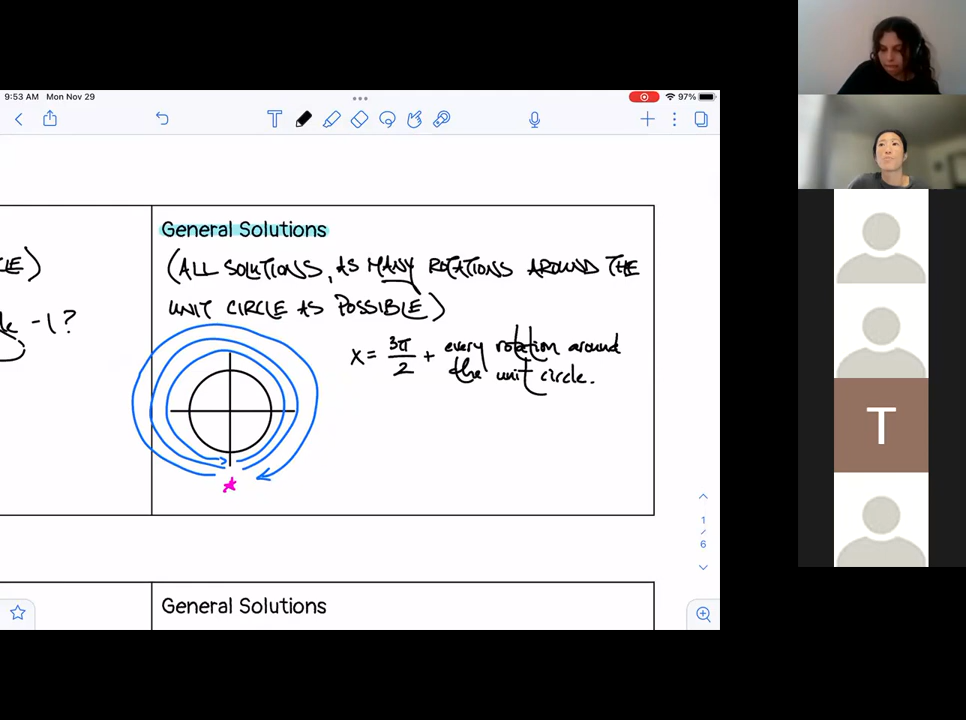 9:53 AM Mon Nov 29
97%
T
General Solutions
CLE)
(ALL SOLUTIONS, AS MANY ROTATIONS AROUND THE
UNIT CIRCLE AS POSSIBLE)
-1?
x = 3π/2 + every rotation around
the unit circle.
T
1
/
6
General Solutions